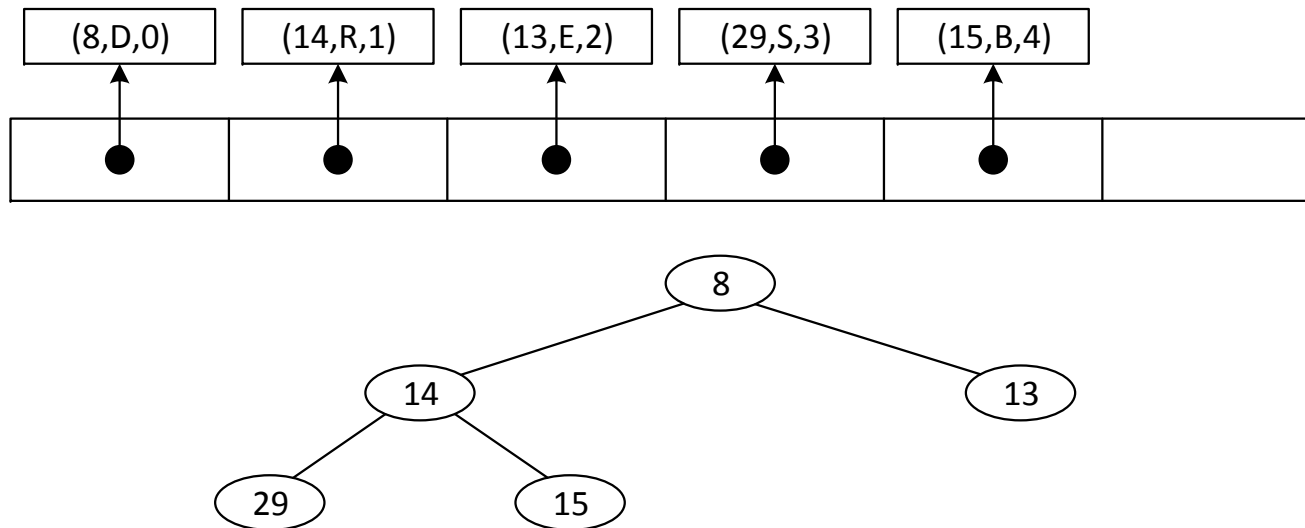 (8,D,0) (14,R,1) (13,E,2) (29,S,3) (15,B,4)
8
14 13
29 15